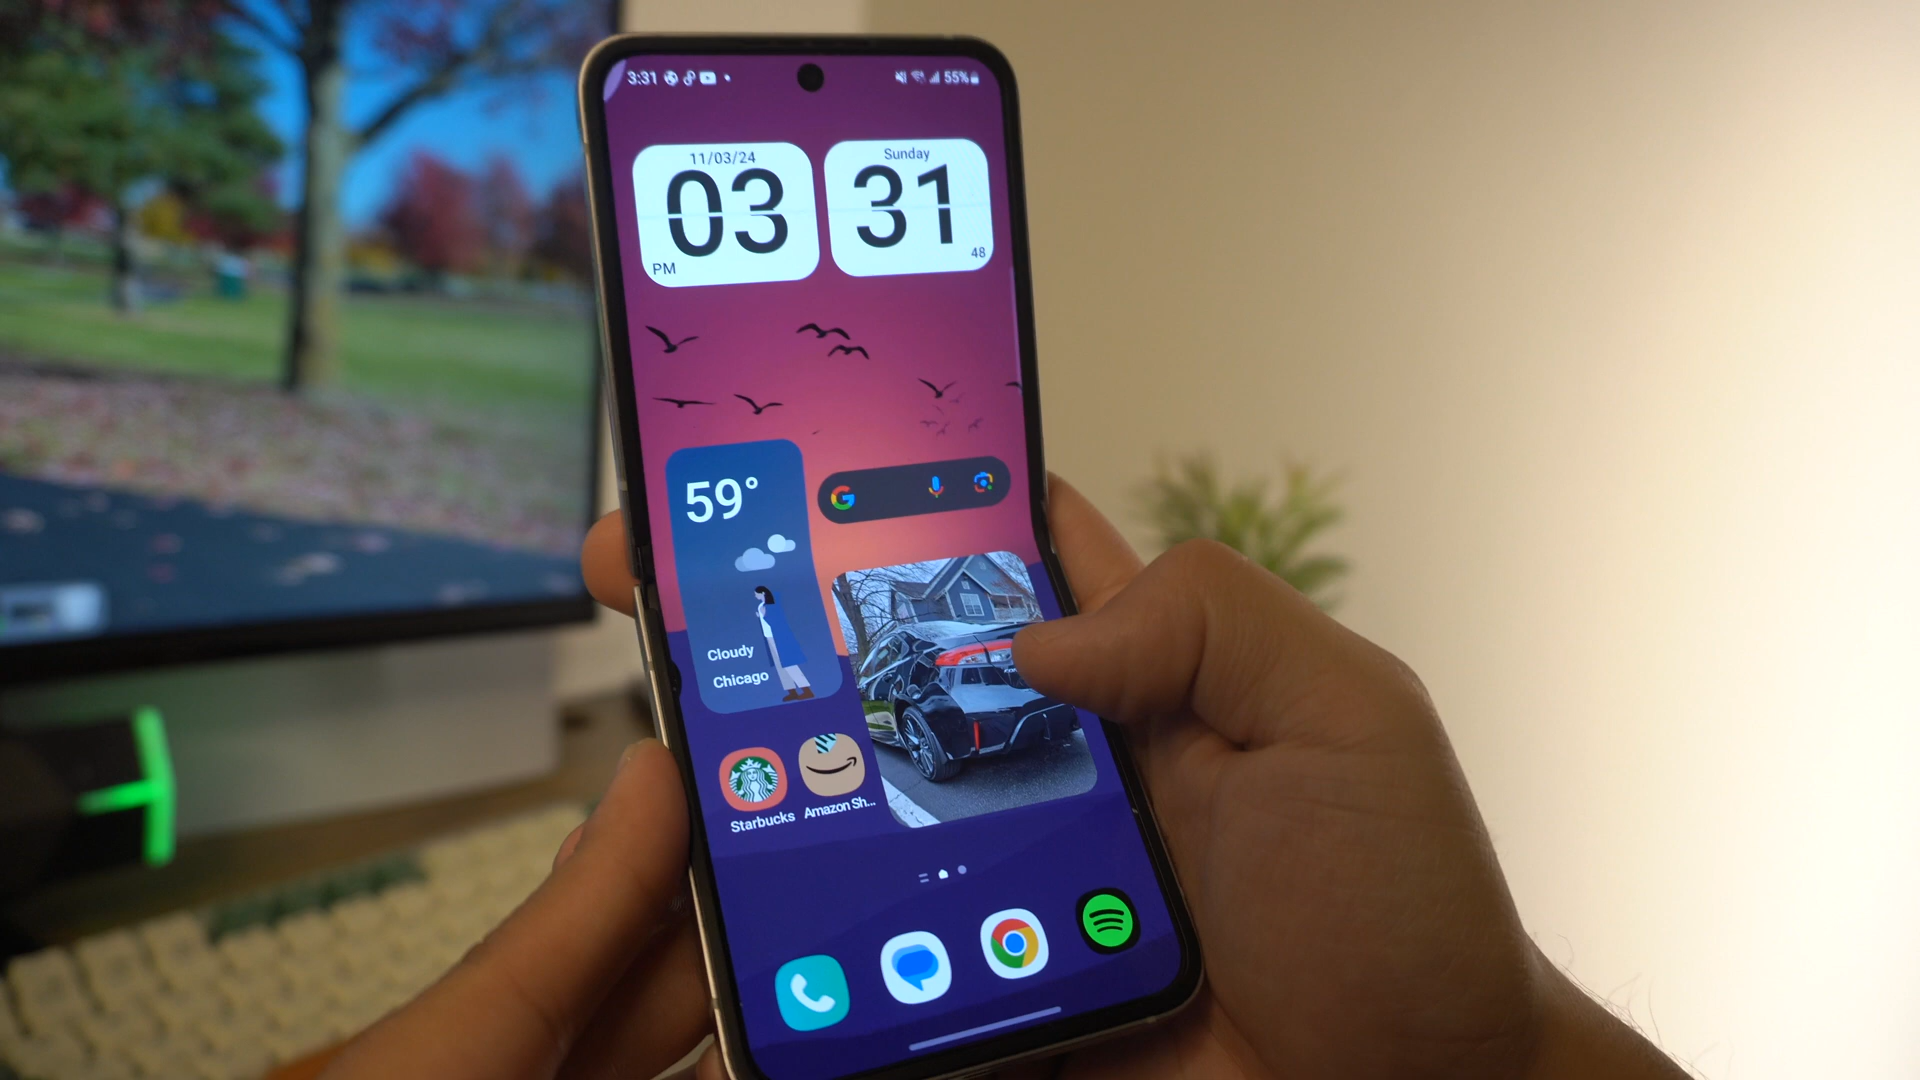 3:31
55%
11/03/24
03
PM
Sunday
31
48
59°
Cloudy
Chicago
Starbucks
Amazon Sh...